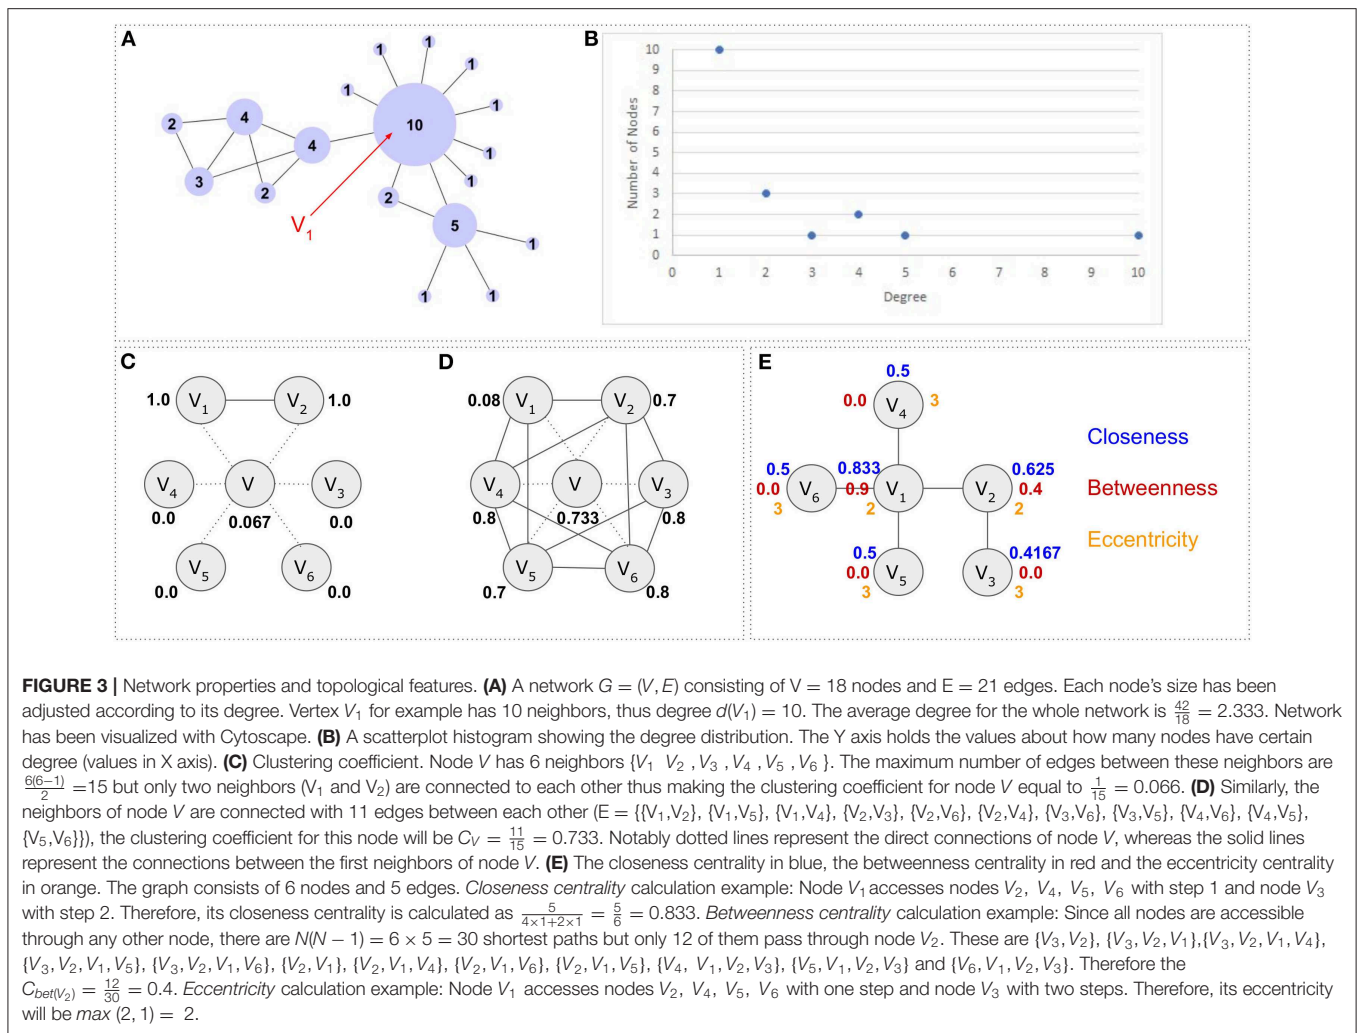 A
1
1
1
1
1
2
4
10
4
1
3
2
1
2
V1
5
1
1
1
B
Number of Nodes
10
9
8
7
6
5
4
3
2
1
0
0 1 2 3 4 5 6 7 8 9 10
Degree
C
1.0 V1 V2 1.0
V4 V V3
0.0 0.067 0.0
V5 V6
0.0 0.0
D
0.08 V1 V2 0.7
V4 V V3
0.8 0.733 0.8
V5 V6
0.7 0.8
E
0.5
0.0 V4 3
0.5 0.833 0.625
0.0 V6 0.9 V1 V2 0.4
3 2 2
0.5 0.4167
0.0 V5 V3 0.0
3 3
Closeness
Betweenness
Eccentricity
FIGURE 3 | Network properties and topological features. (A) A network G = (V, E) consisting of V = 18 nodes and E = 21 edges. Each node's size has been
adjusted according to its degree. Vertex V1 for example has 10 neighbors, thus degree d(V1) = 10. The average degree for the whole network is 42/18 = 2.333. Network
has been visualized with Cytoscape. (B) A scatterplot histogram showing the degree distribution. The Y axis holds the values about how many nodes have certain
degree (values in X axis). (C) Clustering coefficient. Node V has 6 neighbors {V1 V2 , V3 , V4 , V5 , V6 }. The maximum number of edges between these neighbors are
6(6−1)/2 =15 but only two neighbors (V1 and V2) are connected to each other thus making the clustering coefficient for node V equal to 1/15 = 0.066. (D) Similarly, the
neighbors of node V are connected with 11 edges between each other (E = {{V1,V2}, {V1,V5}, {V1,V4}, {V2,V3}, {V2,V6}, {V2,V4}, {V3,V6}, {V3,V5}, {V4,V6}, {V4,V5},
{V5,V6}}), the clustering coefficient for this node will be CV = 11/15 = 0.733. Notably dotted lines represent the direct connections of node V, whereas the solid lines
represent the connections between the first neighbors of node V. (E) The closeness centrality in blue, the betweenness centrality in red and the eccentricity centrality
in orange. The graph consists of 6 nodes and 5 edges. Closeness centrality calculation example: Node V1 accesses nodes V2, V4, V5, V6 with step 1 and node V3
with step 2. Therefore, its closeness centrality is calculated as 5/(4×1+2×1) = 5/6 = 0.833. Betweenness centrality calculation example: Since all nodes are accessible
through any other node, there are N(N − 1) = 6 × 5 = 30 shortest paths but only 12 of them pass through node V2. These are {V3, V2}, {V3, V2, V1},{V3, V2, V1, V4},
{V3, V2, V1, V5}, {V3, V2, V1, V6}, {V2, V1}, {V2, V1, V4}, {V2, V1, V6}, {V2, V1, V5}, {V4, V1, V2, V3}, {V5, V1, V2, V3} and {V6, V1, V2, V3}. Therefore the
Cbet(V2) = 12/30 = 0.4. Eccentricity calculation example: Node V1 accesses nodes V2, V4, V5, V6 with one step and node V3 with two steps. Therefore, its eccentricity
will be max (2, 1) = 2.